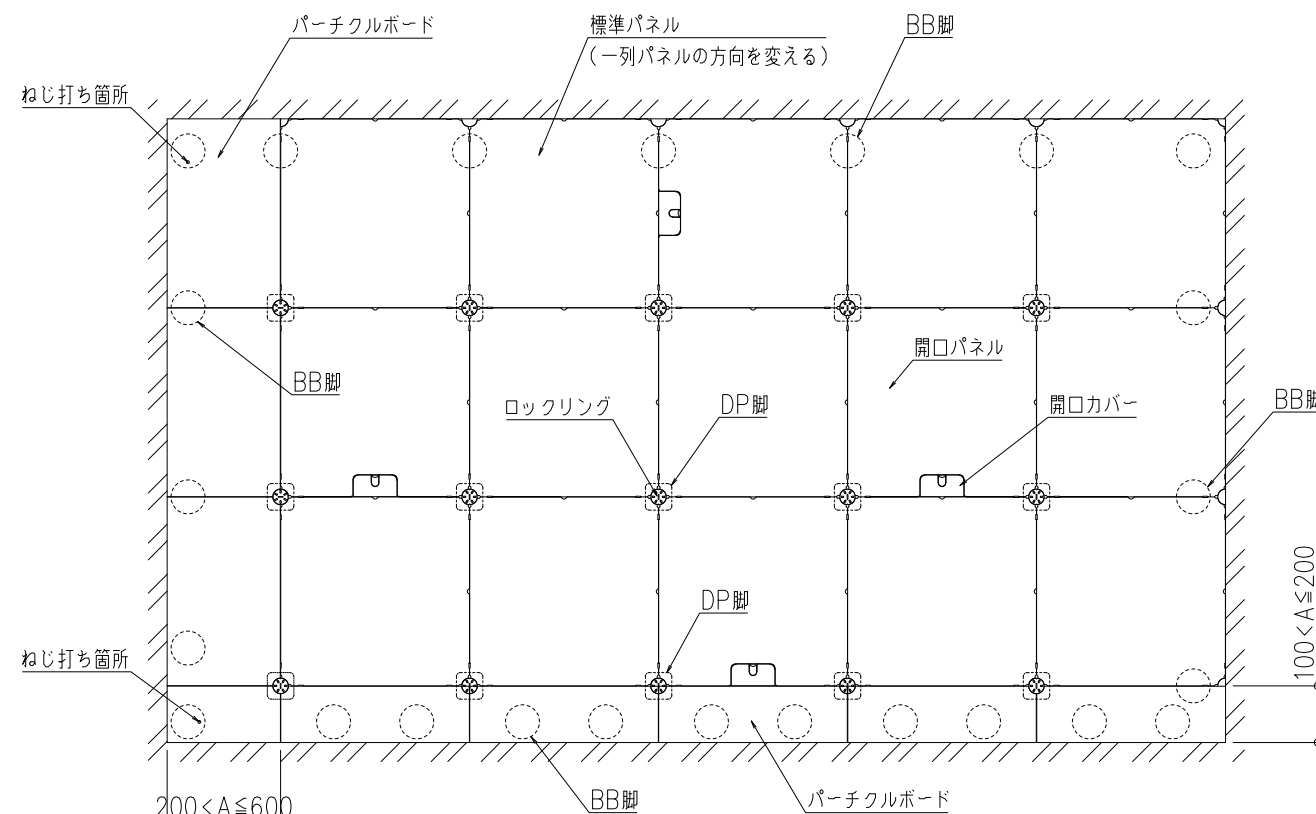 パーチクルボード
標準パネル
（一列パネルの方向を変える）
BB脚
ねじ打ち箇所
開口パネル
BB脚
ロックリング
DP脚
開口カバー
BB脚
DP脚
ねじ打ち箇所
100<A≦200
200<A≦600
BB脚
パーチクルボード